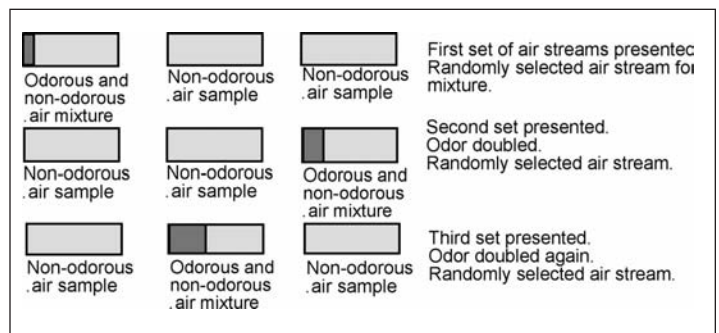 Odorous and
non-odorous
.air mixture
Non-odorous
.air sample
Non-odorous
.air sample
First set of air streams presentec
Randomly selected air stream for
mixture.
Non-odorous
.air sample
Non-odorous
.air sample
Odorous and
non-odorous
.air mixture
Second set presented.
Odor doubled.
Randomly selected air stream.
Non-odorous
.air sample
Odorous and
non-odorous
.air mixture
Non-odorous
.air sample
Third set presented.
Odor doubled again.
Randomly selected air stream.